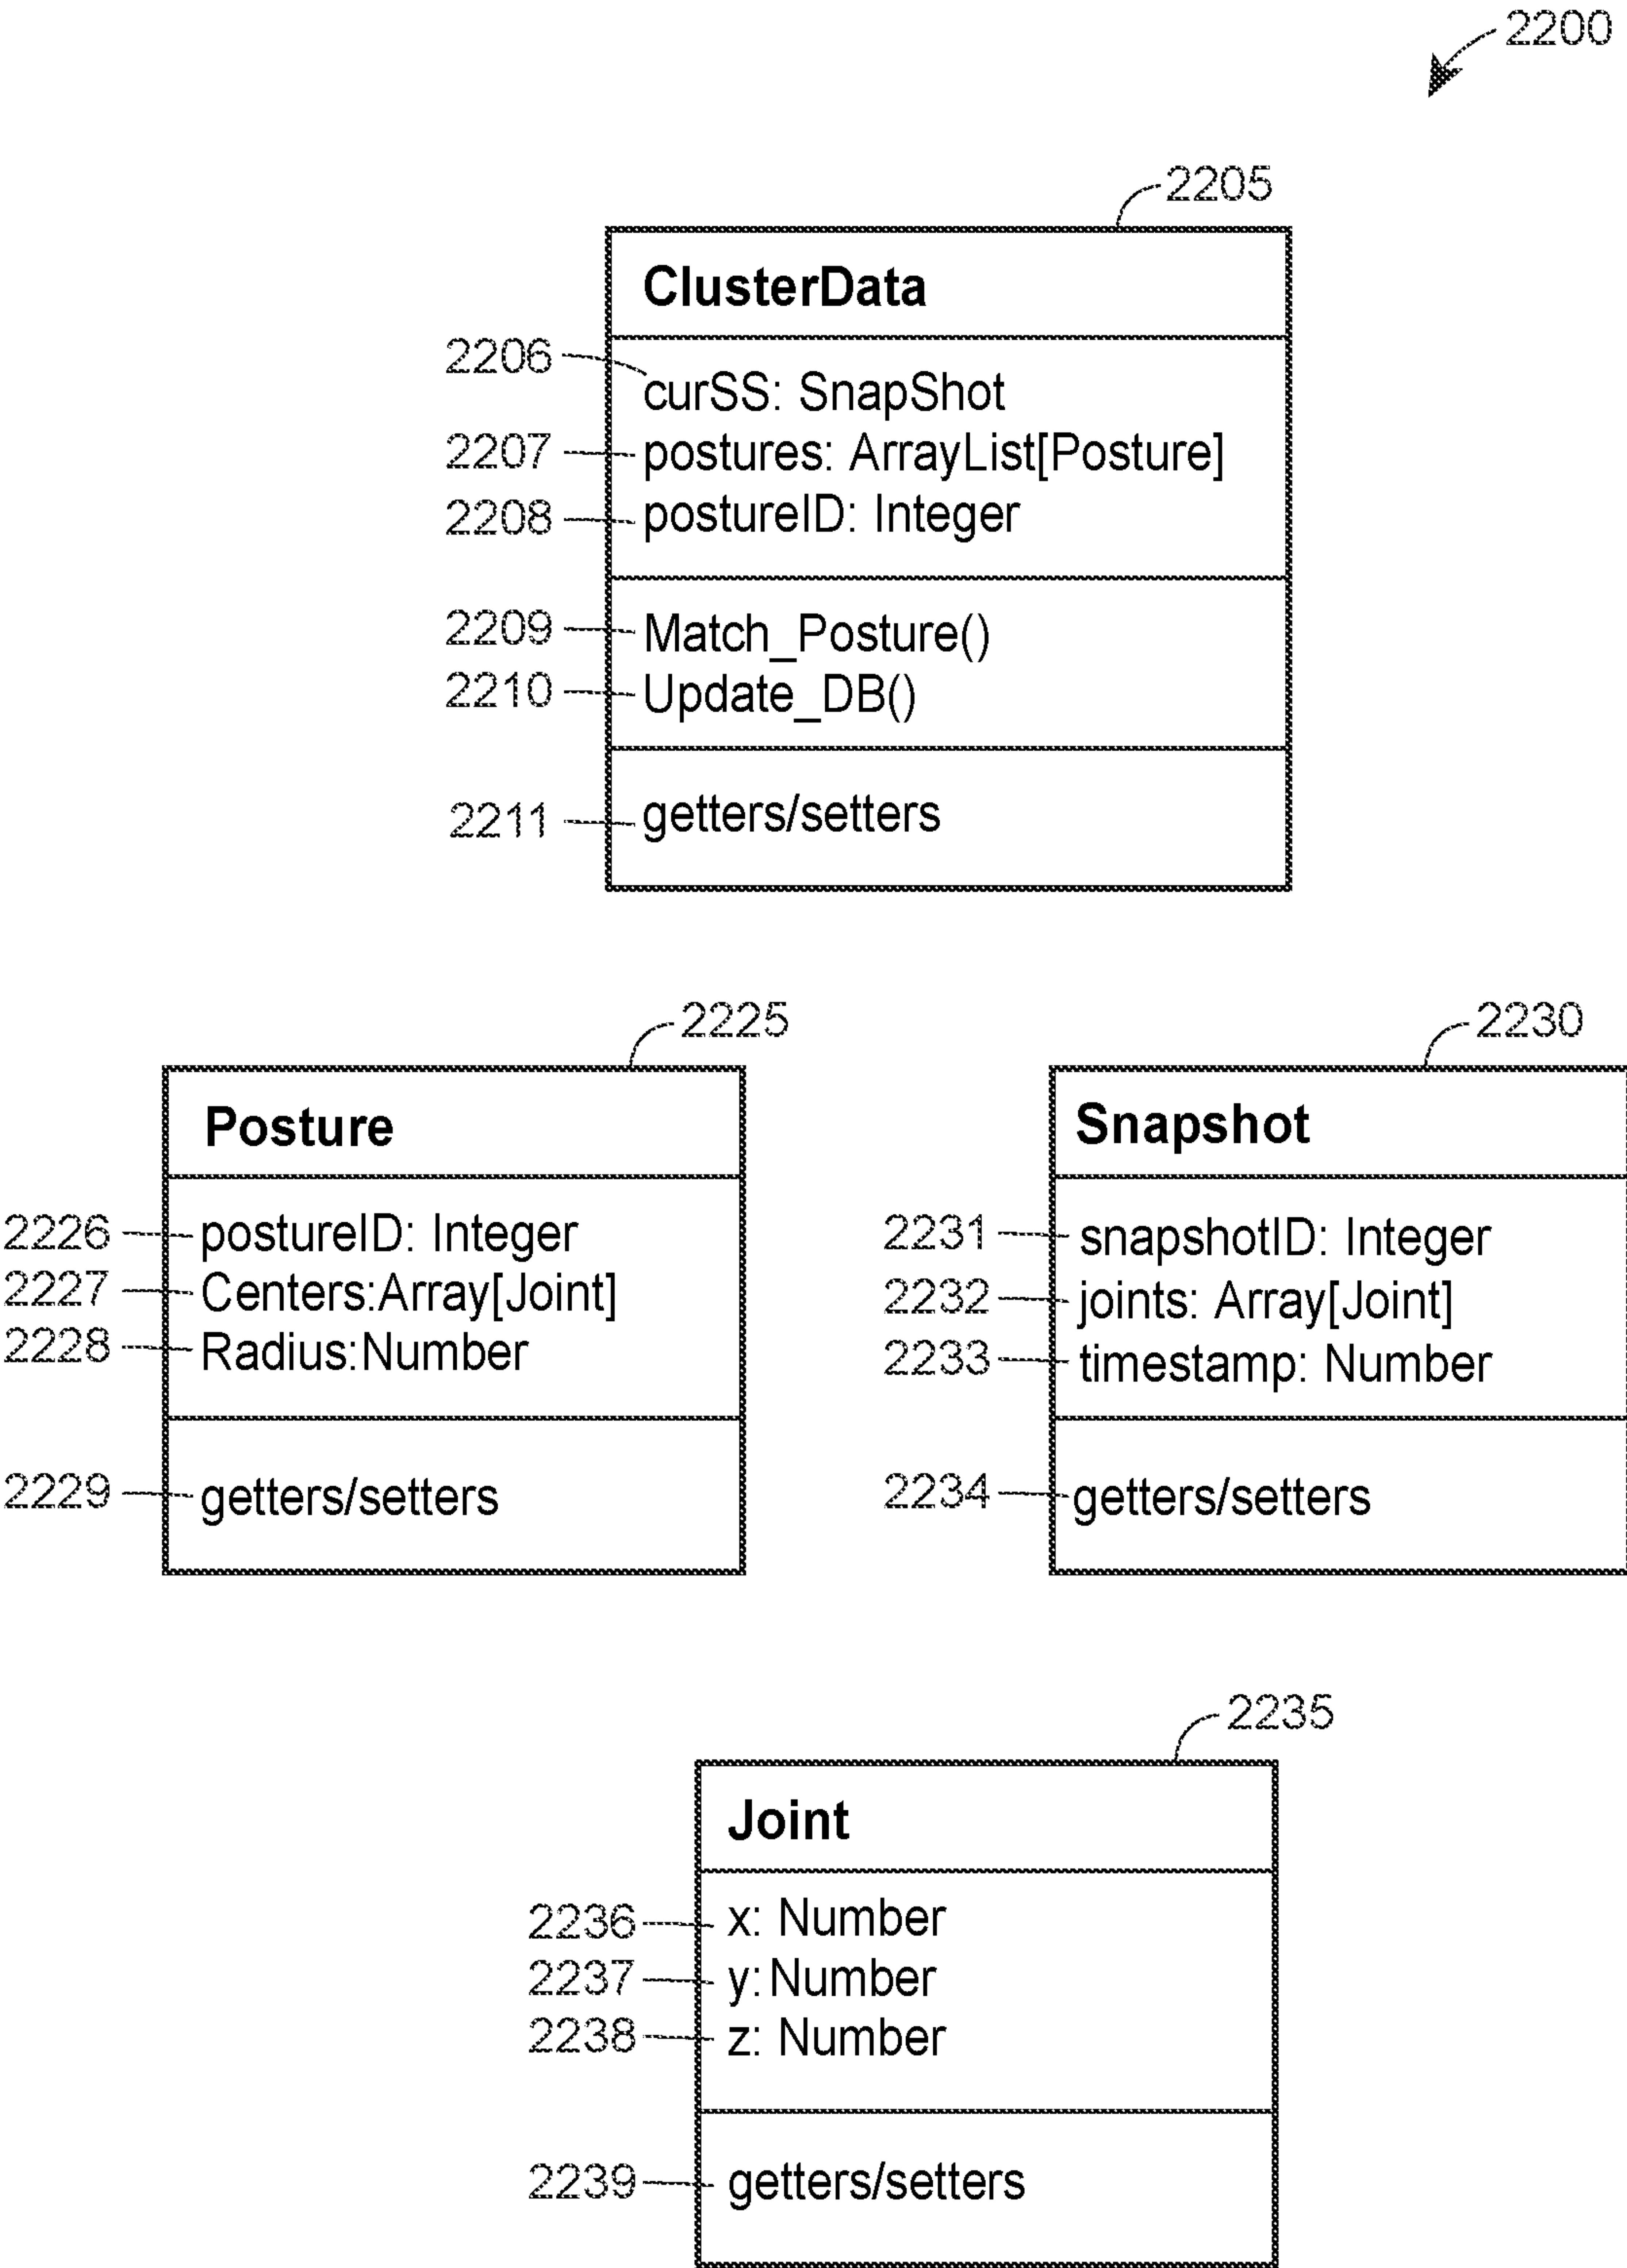 2200
2205
ClusterData
2206 curSS: SnapShot
2207 postures: ArrayList[Posture]
2208 postureID: Integer
2209 Match_Posture()
2210 Update_DB()
2211 getters/setters
2225
Posture
2226 postureID: Integer
2227 Centers:Array[Joint]
2228 Radius:Number
2229 getters/setters
2230
Snapshot
2231 snapshotID: Integer
2232 joints: Array[Joint]
2233 timestamp: Number
2234 getters/setters
2235
Joint
2236 x: Number
2237 y:Number
2238 z: Number
2239 getters/setters